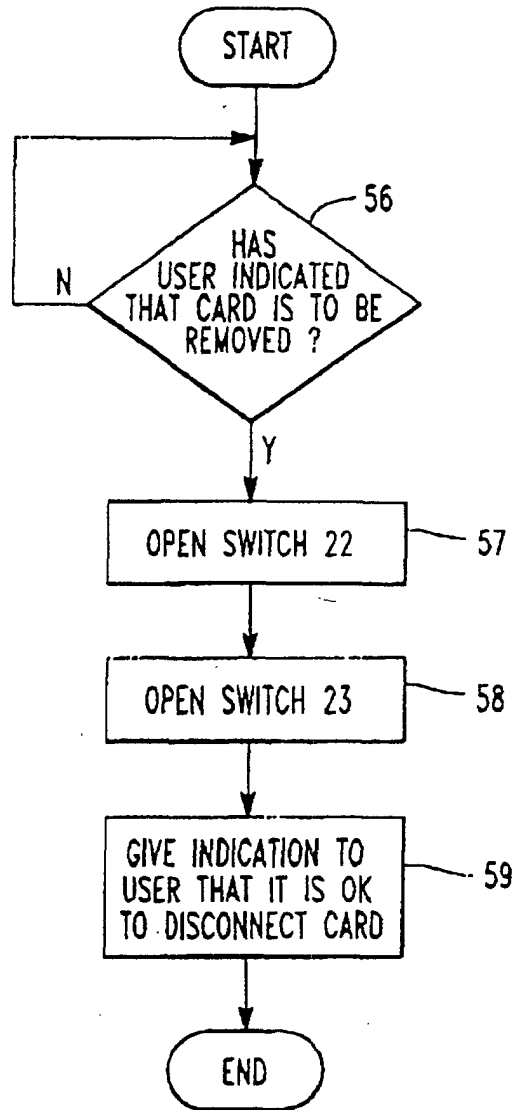 START
56
HAS
USER INDICATED
THAT CARD IS TO BE
REMOVED ?
N
Y
OPEN SWITCH 22
57
OPEN SWITCH 23
58
GIVE INDICATION TO
USER THAT IT IS OK
TO DISCONNECT CARD
59
END